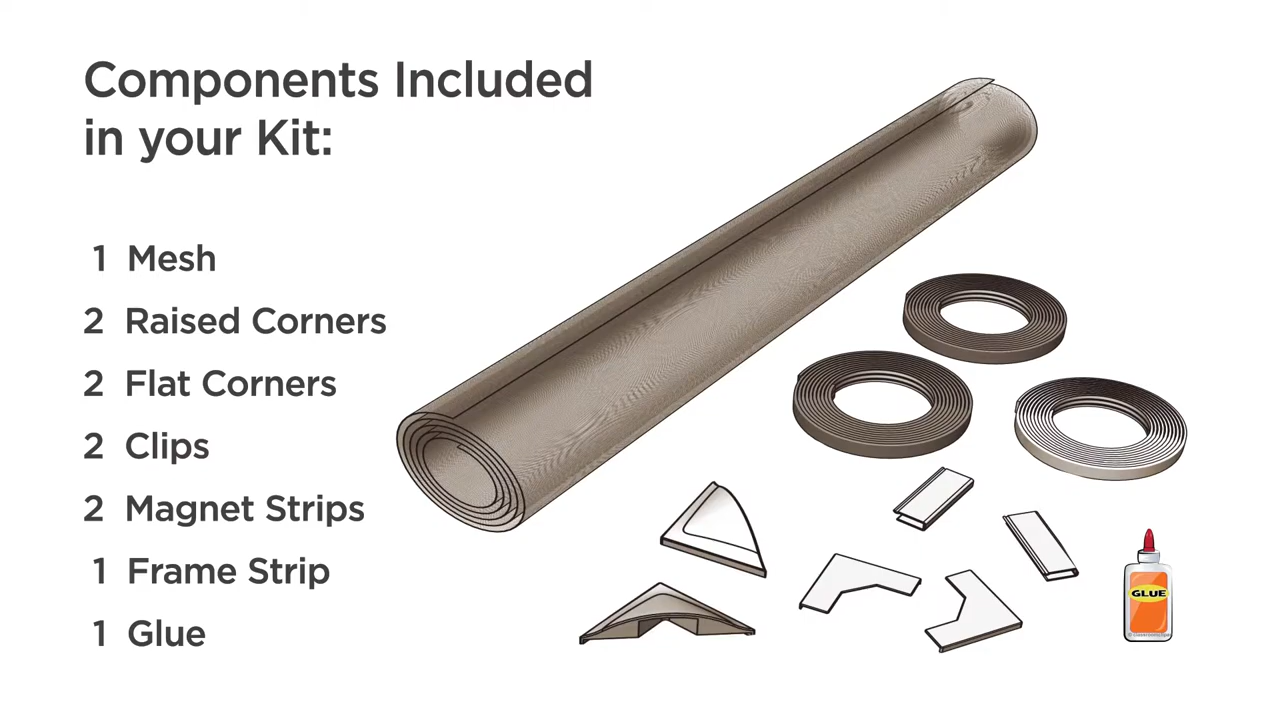 Components Included
in your Kit:
1 Mesh
2 Raised Corners
2 Flat Corners
2 Clips
2 Magnet Strips
1 Frame Strip
1 Glue
GLUE